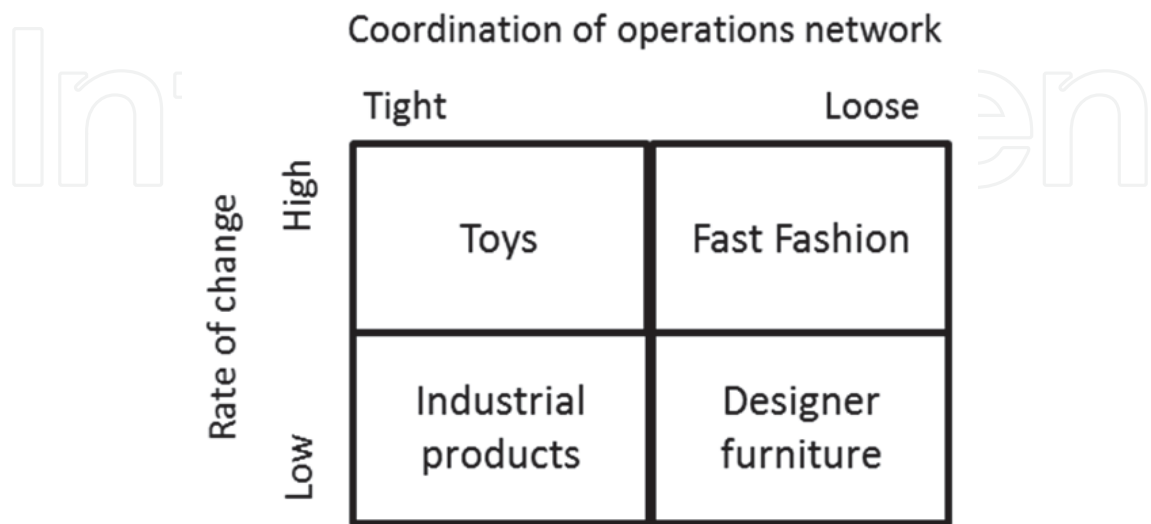 Coordination of operations network
Tight Loose
High
Rate of change
Low
Toys
Fast Fashion
Industrial
products
Designer
furniture